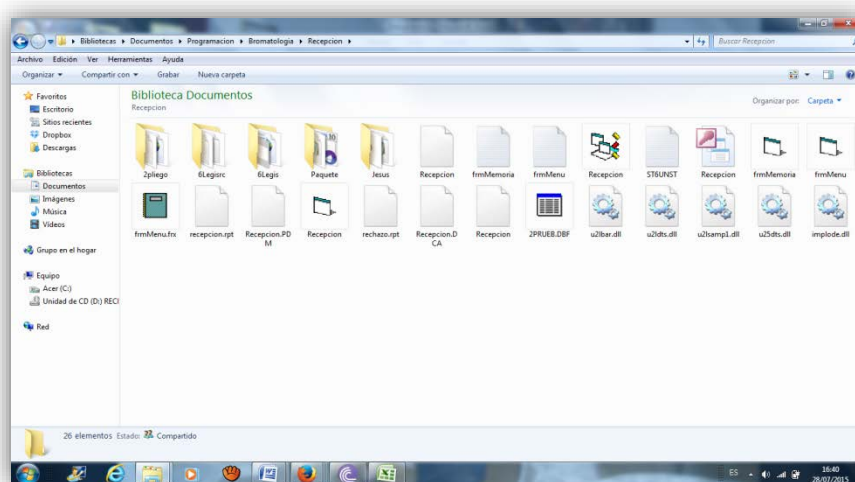 Bibliotecas ▸ Documentos ▸ Programacion ▸ Bromatologia ▸ Recepcion ▸
Buscar Recepcion
Archivo Edición Ver Herramientas Ayuda
Organizar Compartir con Grabar Nueva carpeta
Favoritos
Escritorio
Sitios recientes
Dropbox
Descargas
Bibliotecas
Documentos
Imágenes
Música
Videos
Grupo en el hogar
Equipo
Acer (C:)
Unidad de CD (D:) RECI
Red
Biblioteca Documentos
Recepcion
Organizar por: Carpeta
2pliego 6Legisrc 6Legis Paquete Jesus Recepcion frmMemoria frmMenu Recepcion ST6UNST Recepcion frmMemoria frmMenu
frmMenu.frx recepcion.rpt Recepcion.PD Recepcion rechazo.rpt Recepcion.D Recepcion 2PRUEB.DBF u2lbar.dll u2ldts.dll u2lsamp1.dll u25dts.dll implode.dll
M CA
26 elementos Estado: Compartido
ES 16:40
28/07/2015